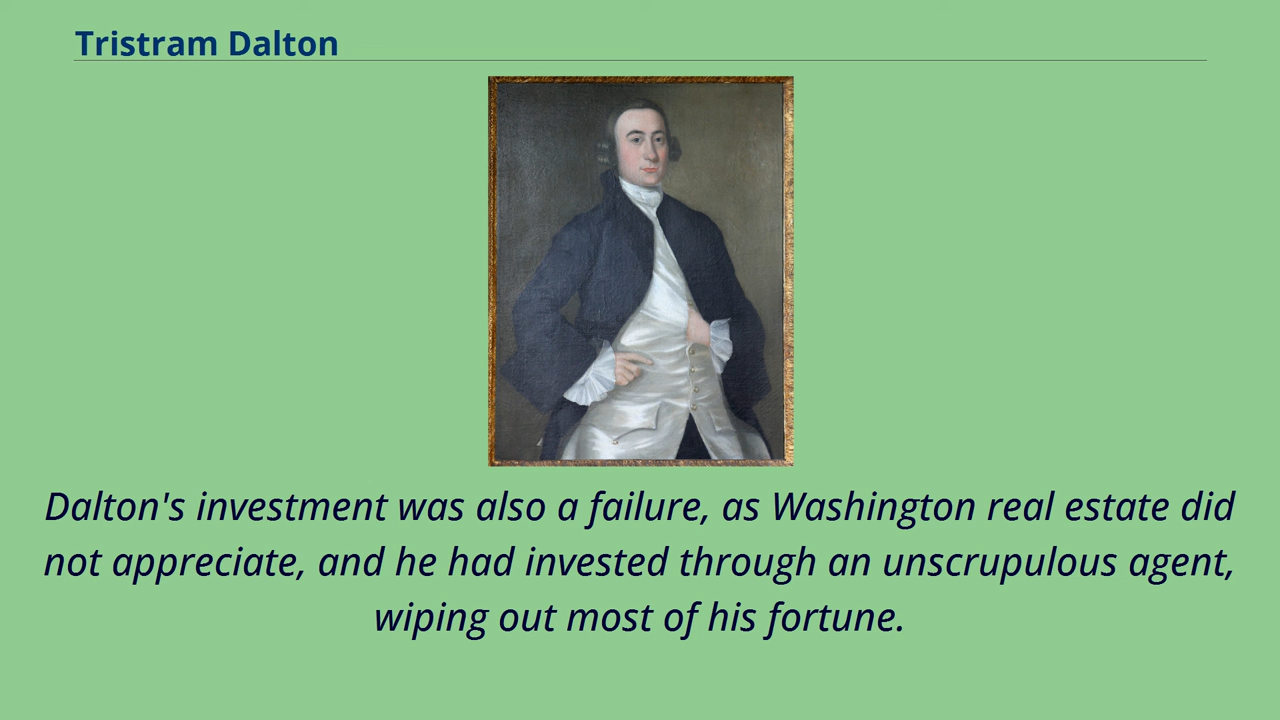 Tristram Dalton
Dalton's investment was also a failure, as Washington real estate did
not appreciate, and he had invested through an unscrupulous agent,
wiping out most of his fortune.